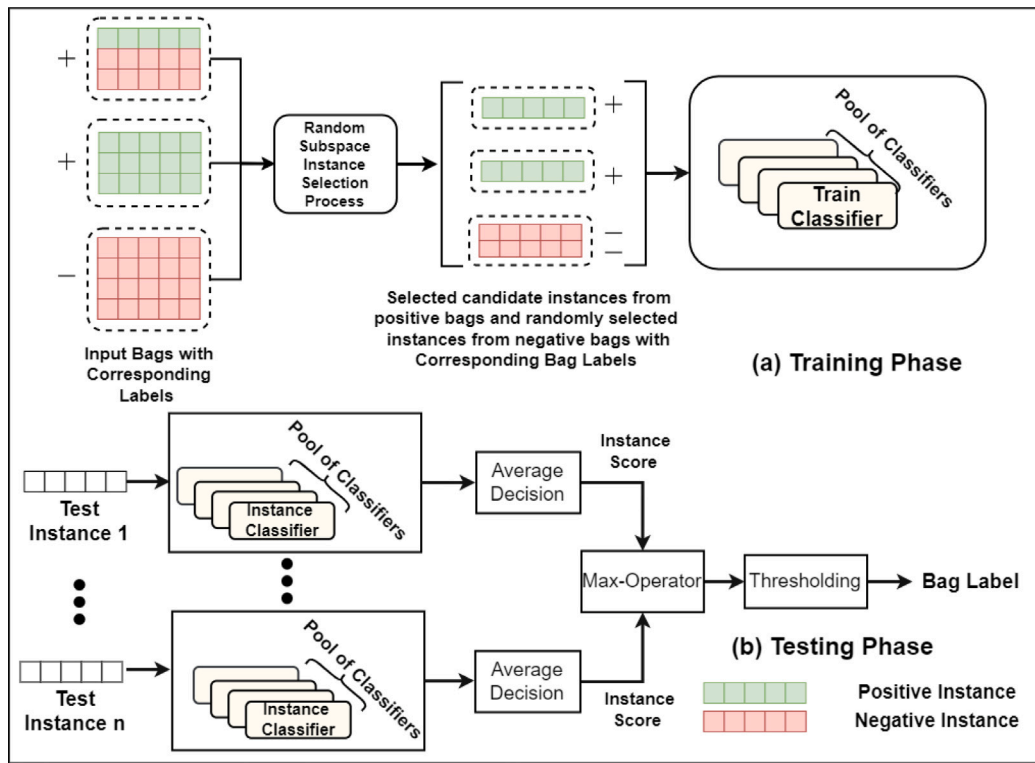 +
+
−
Input Bags with
Corresponding
Labels
Random
Subspace
Instance
Selection
Process
+
+
−
−
Selected candidate instances from
positive bags and randomly selected
instances from negative bags with
Corresponding Bag Labels
Pool of Classifiers
Train
Classifier
(a) Training Phase
Test
Instance 1
Pool of Classifiers
Instance
Classifier
Average
Decision
Instance
Score
Max-Operator
Thresholding
Bag Label
(b) Testing Phase
Test
Instance n
Pool of Classifiers
Instance
Classifier
Average
Decision
Instance
Score
Positive Instance
Negative Instance